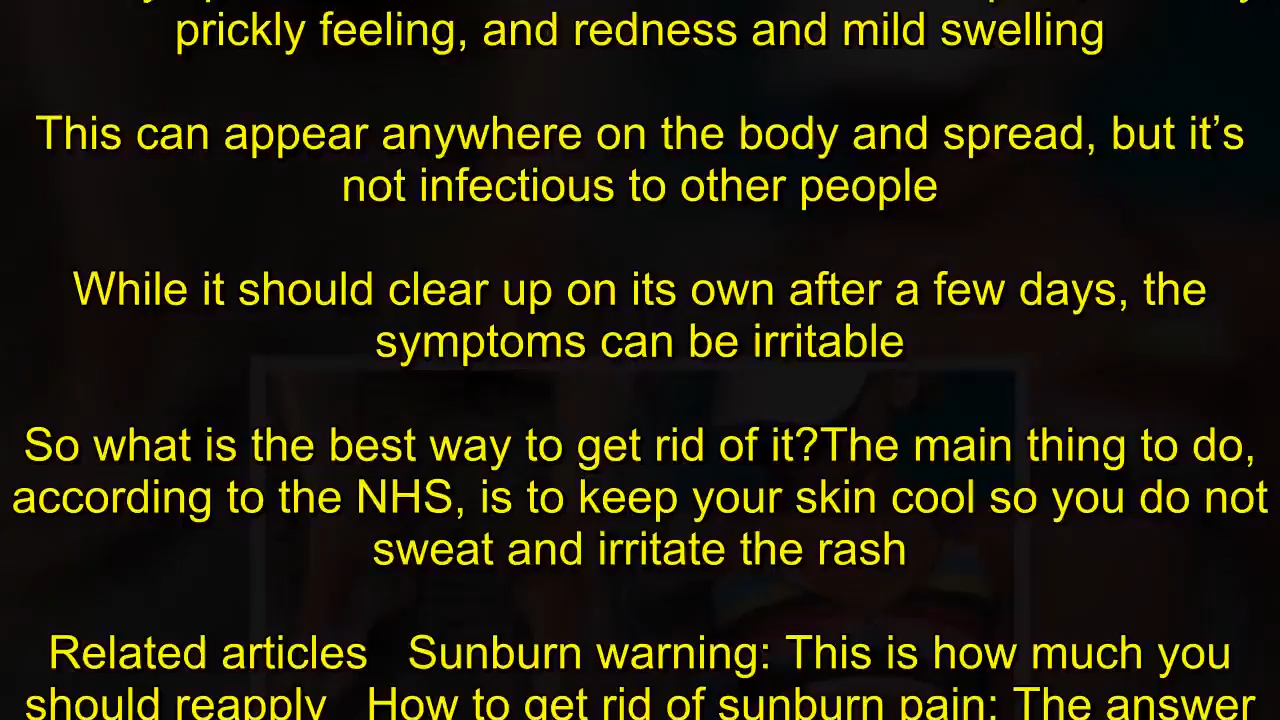 prickly feeling, and redness and mild swelling
This can appear anywhere on the body and spread, but it’s
not infectious to other people
While it should clear up on its own after a few days, the
symptoms can be irritable
So what is the best way to get rid of it?The main thing to do,
according to the NHS, is to keep your skin cool so you do not
sweat and irritate the rash
Related articles   Sunburn warning: This is how much you
should reapply   How to get rid of sunburn pain: The answer